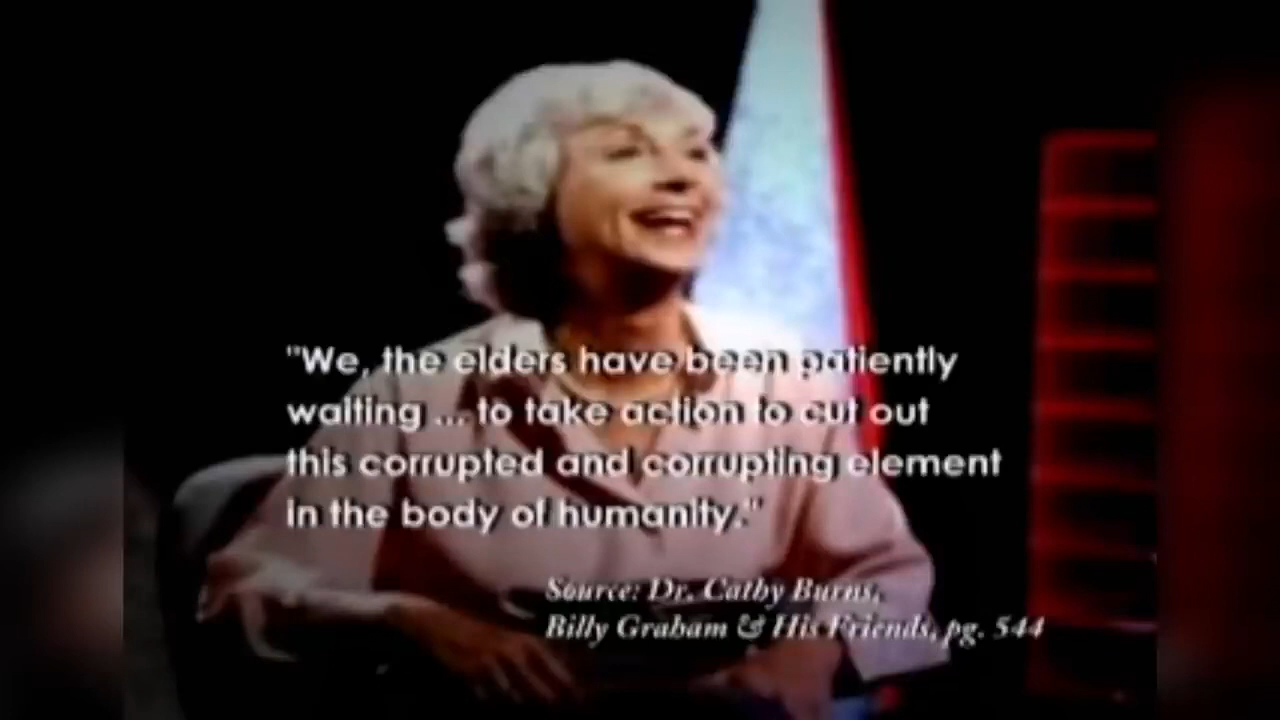 "We, the elders have been patiently
waiting ... to take action to cut out
this corrupted and corrupting element
in the body of humanity."
Source: Dr. Cathy Burns,
Billy Graham & His Friends, pg. 544